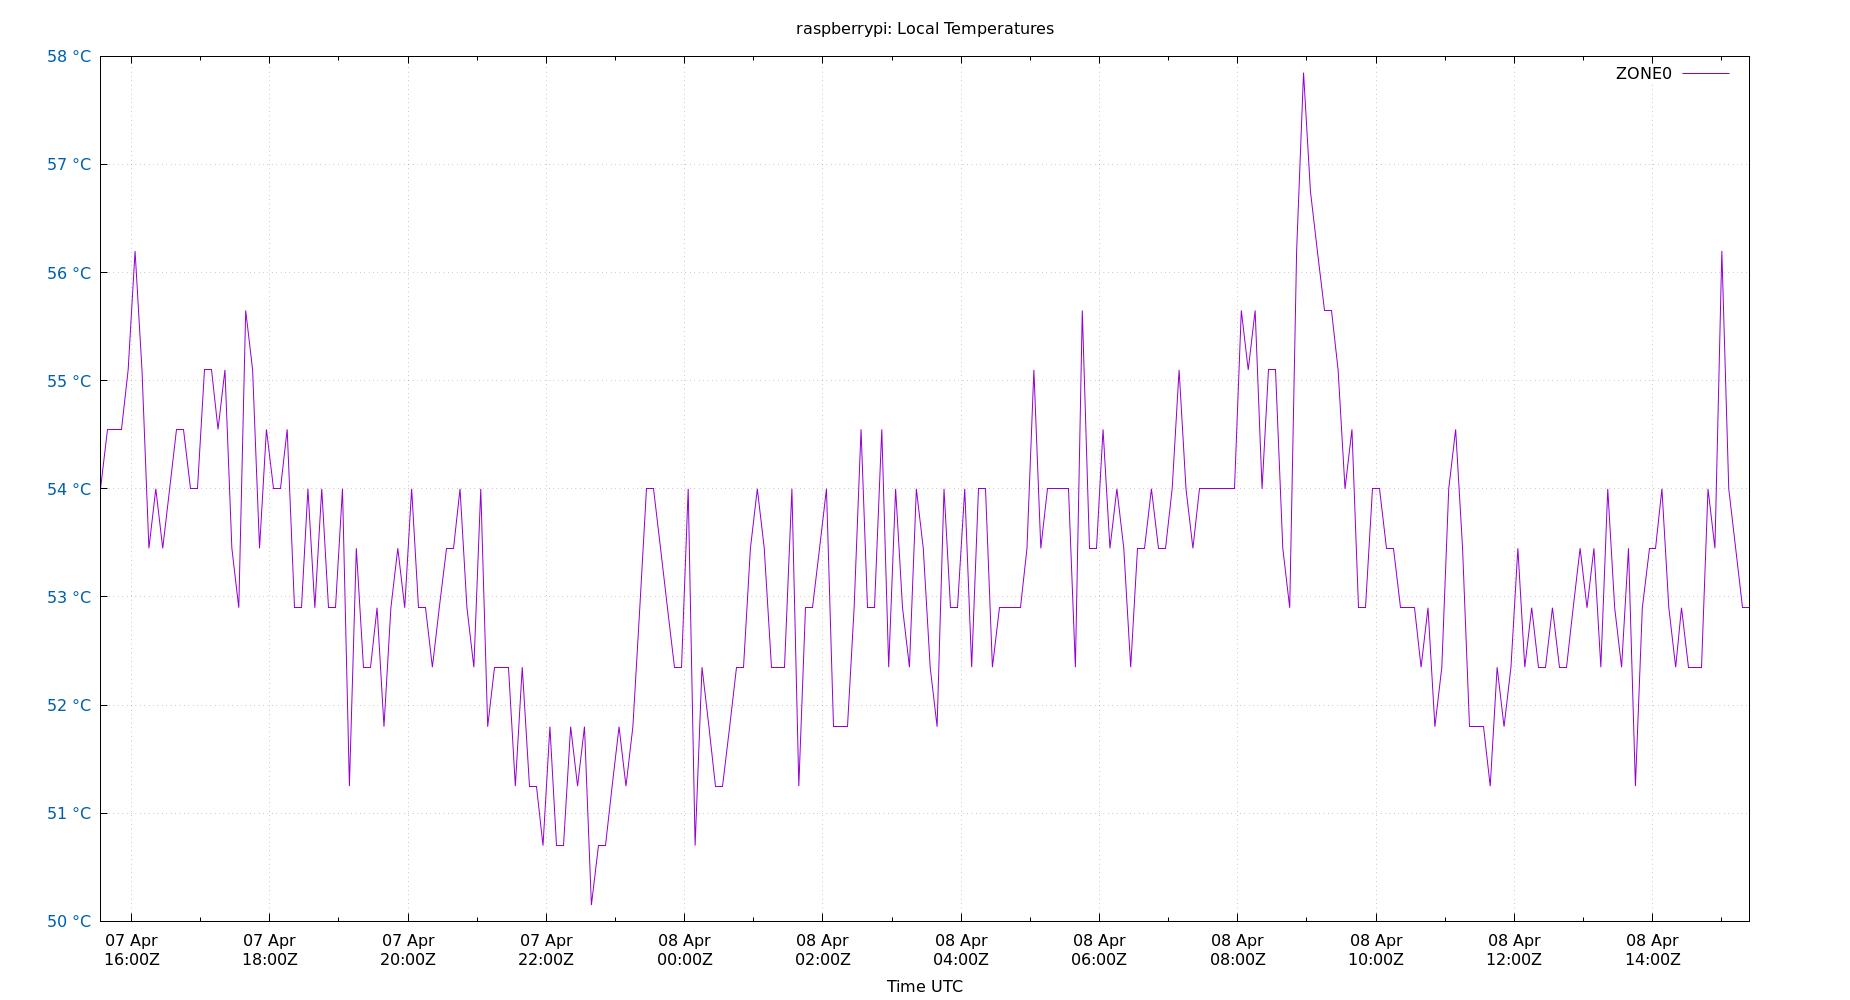 raspberrypi: Local Temperatures
58 °C
ZONE0
57 °C
56 °C
55 °C
54 °C
53 °C
52 °C
51 °C
50 °C
07 Apr 07 Apr 07 Apr 07 Apr 08 Apr 08 Apr 08 Apr 08 Apr 08 Apr 08 Apr 08 Apr 08 Apr
16:00Z 18:00Z 20:00Z 22:00Z 00:00Z 02:00Z 04:00Z 06:00Z 08:00Z 10:00Z 12:00Z 14:00Z
Time UTC